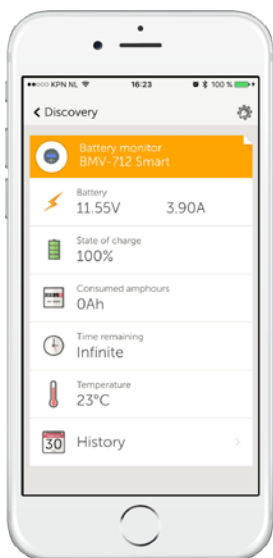 KPN NL 16:23 100 %
Discovery
Battery monitor
BMV-712 Smart
Battery
11.55V 3.90A
State of charge
100%
Consumed amphours
0Ah
Time remaining
Infinite
Temperature
23°C
30 History